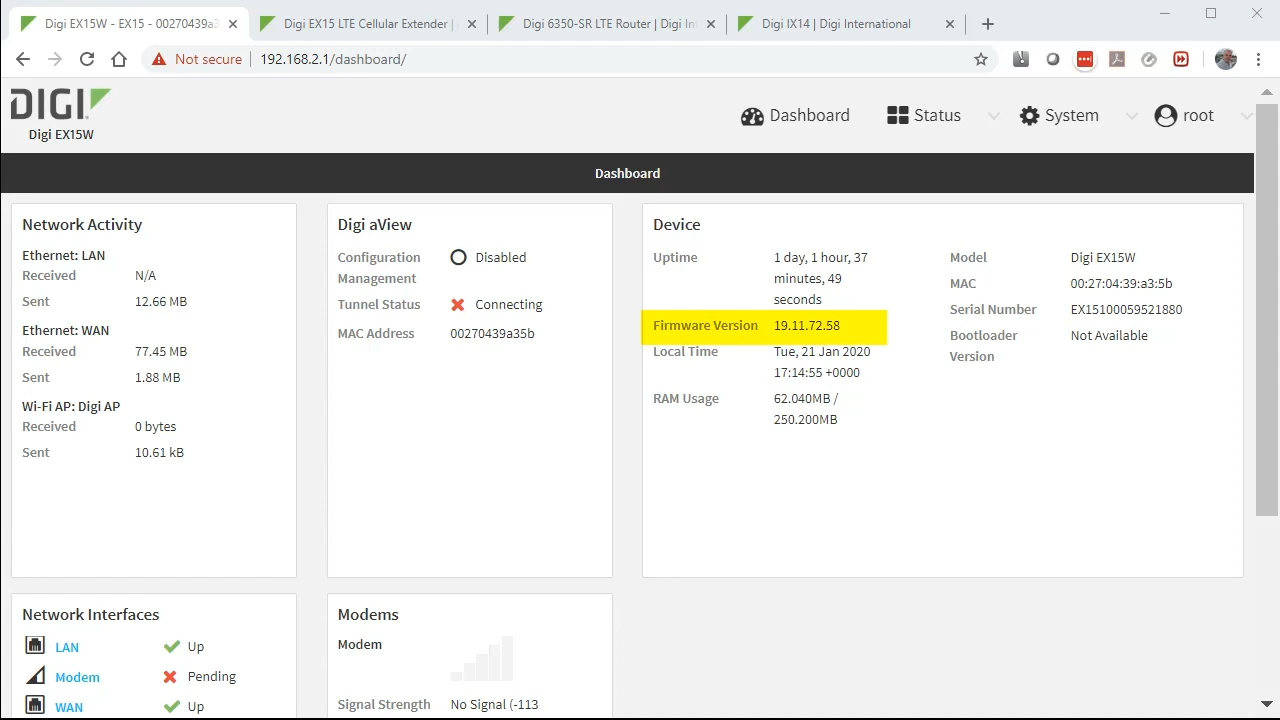 Digi EX15W - EX15 - 00270439a3
Digi EX15 LTE Cellular Extender |
Digi 6350-SR LTE Router | Digi In
Digi IX14 | Digi International
Not secure
192.168.2.1/dashboard/
DIGI
Digi EX15W
Dashboard
Status
System
root
Dashboard
Network Activity
Ethernet: LAN
Received N/A
Sent 12.66 MB
Ethernet: WAN
Received 77.45 MB
Sent 1.88 MB
Wi-Fi AP: Digi AP
Received 0 bytes
Sent 10.61 kB
Digi aView
Configuration Disabled
Management
Tunnel Status Connecting
MAC Address 00270439a35b
Device
Uptime 1 day, 1 hour, 37
minutes, 49
seconds
Firmware Version 19.11.72.58
Local Time Tue, 21 Jan 2020
17:14:55 +0000
RAM Usage 62.040MB /
250.200MB
Model Digi EX15W
MAC 00:27:04:39:a3:5b
Serial Number EX15100059521880
Bootloader Not Available
Version
Network Interfaces
LAN Up
Modem Pending
WAN Up
Modems
Modem
Signal Strength No Signal (-113